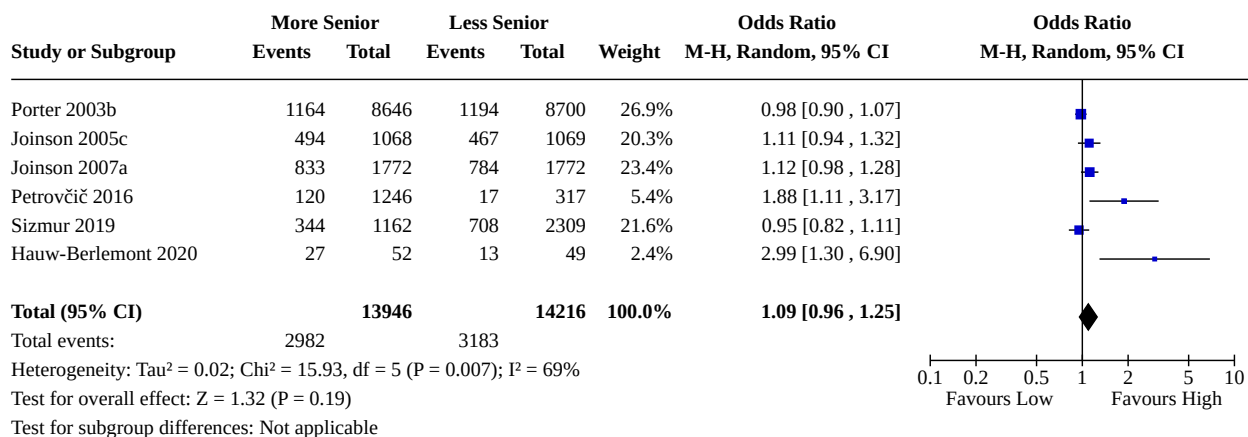 More Senior Less Senior Odds Ratio Odds Ratio
Study or Subgroup Events Total Events Total Weight M-H, Random, 95% CI M-H, Random, 95% CI
Porter 2003b 1164 8646 1194 8700 26.9% 0.98 [0.90 , 1.07]
Joinson 2005c 494 1068 467 1069 20.3% 1.11 [0.94 , 1.32]
Joinson 2007a 833 1772 784 1772 23.4% 1.12 [0.98 , 1.28]
Petrovčič 2016 120 1246 17 317 5.4% 1.88 [1.11 , 3.17]
Sizmur 2019 344 1162 708 2309 21.6% 0.95 [0.82 , 1.11]
Hauw-Berlemont 2020 27 52 13 49 2.4% 2.99 [1.30 , 6.90]
Total (95% CI) 13946 14216 100.0% 1.09 [0.96 , 1.25]
Total events: 2982 3183
Heterogeneity: Tau² = 0.02; Chi² = 15.93, df = 5 (P = 0.007); I² = 69%
0.1 0.2 0.5 1 2 5 10
Test for overall effect: Z = 1.32 (P = 0.19) Favours Low Favours High
Test for subgroup differences: Not applicable